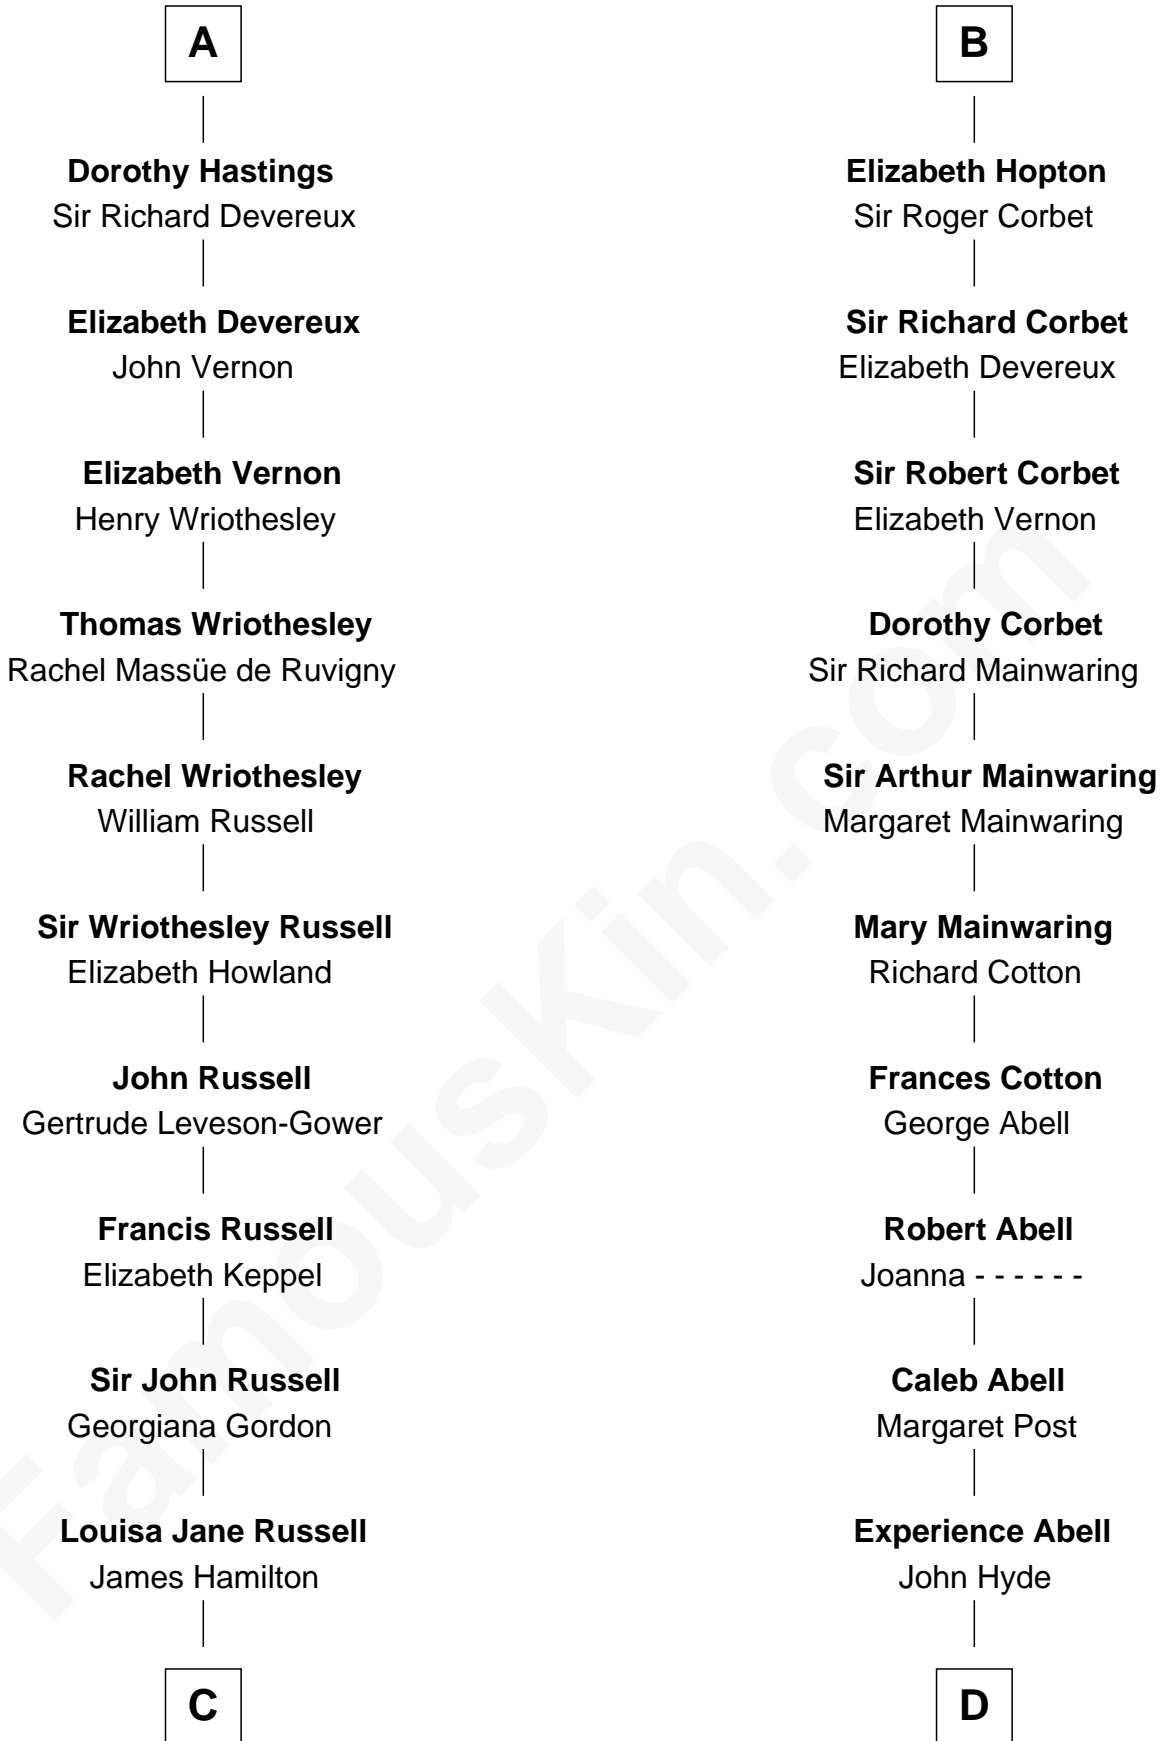 A
Dorothy Hastings
Sir Richard Devereux
Elizabeth Devereux
John Vernon
Elizabeth Vernon
Henry Wriothesley
Thomas Wriothesley
Rachel Massüe de Ruvigny
Rachel Wriothesley
William Russell
Sir Wriothesley Russell
Elizabeth Howland
John Russell
Gertrude Leveson-Gower
Francis Russell
Elizabeth Keppel
Sir John Russell
Georgiana Gordon
Louisa Jane Russell
James Hamilton
C
B
Elizabeth Hopton
Sir Roger Corbet
Sir Richard Corbet
Elizabeth Devereux
Sir Robert Corbet
Elizabeth Vernon
Dorothy Corbet
Sir Richard Mainwaring
Sir Arthur Mainwaring
Margaret Mainwaring
Mary Mainwaring
Richard Cotton
Frances Cotton
George Abell
Robert Abell
Joanna - - - - - -
Caleb Abell
Margaret Post
Experience Abell
John Hyde
D
FamousKin.com